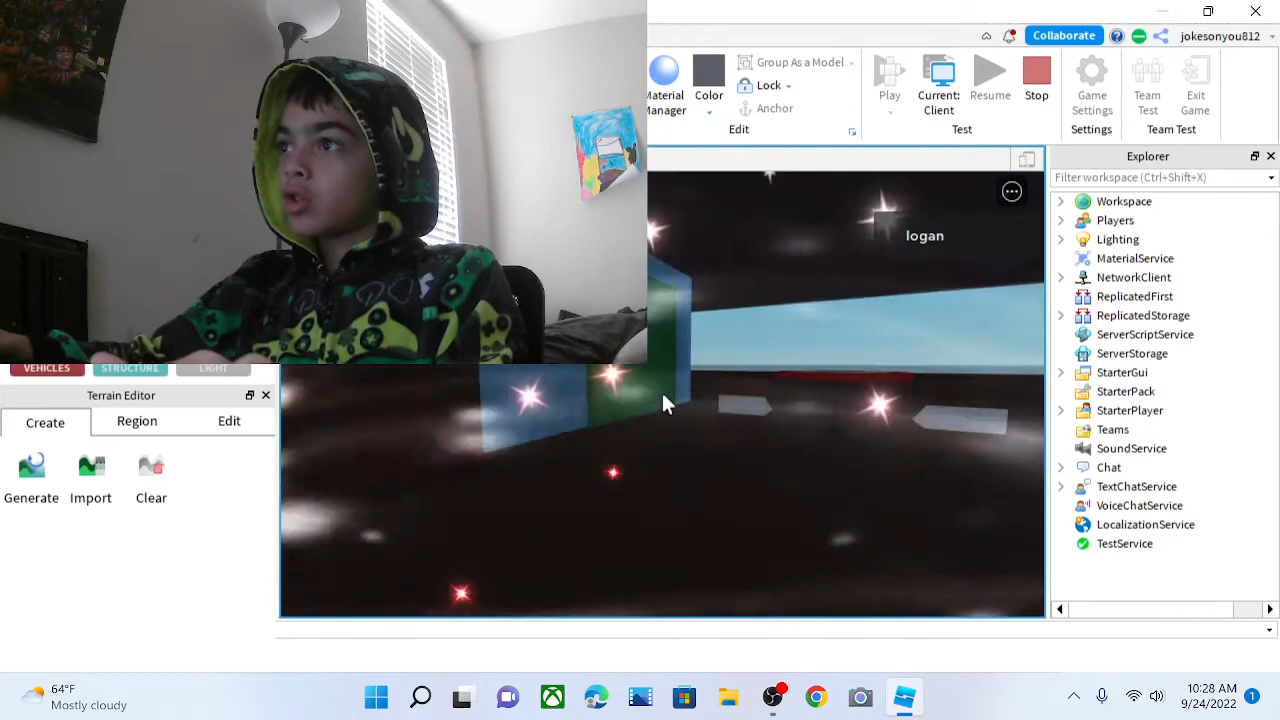 Collaborate
jokesonyou812
Material Manager
Color
Group As a Model
Lock
Anchor
Edit
Play
Current: Client
Resume
Stop
Test
Game Settings
Settings
Team Test
Exit Game
Team Test
Explorer
Filter workspace (Ctrl+Shift+X)
Workspace
Players
Lighting
MaterialService
NetworkClient
ReplicatedFirst
ReplicatedStorage
ServerScriptService
ServerStorage
StarterGui
StarterPack
StarterPlayer
Teams
SoundService
Chat
TextChatService
VoiceChatService
LocalizationService
TestService
logan
VEHICLES
STRUCTURE
LIGHT
Terrain Editor
Create
Region
Edit
Generate
Import
Clear
64°F
Mostly cloudy
10:28 AM
9/24/2022
1